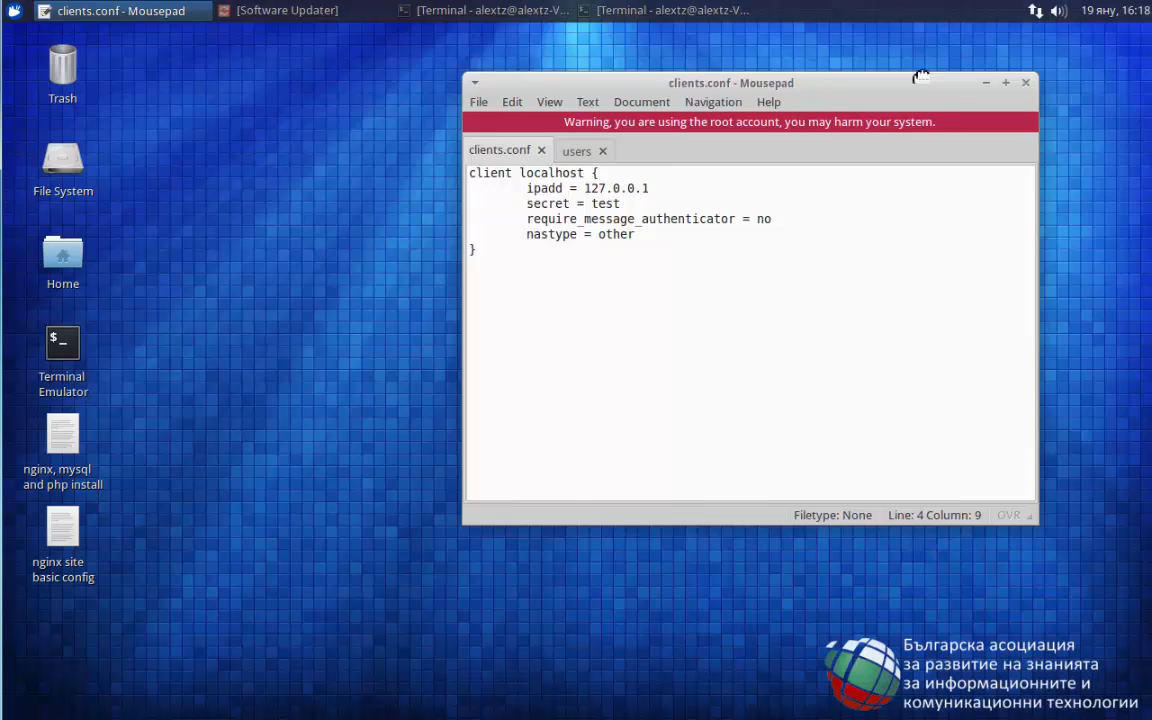 clients.conf - Mousepad
[Software Updater]
[Terminal - alextz@alextz-V...
[Terminal - alextz@alextz-V...
19 яну, 16:18
Trash
File System
Home
$_
Terminal
Emulator
nginx, mysql
and php install
nginx site
basic config
clients.conf - Mousepad
File Edit View Text Document Navigation Help
Warning, you are using the root account, you may harm your system.
clients.conf
users
client localhost {
ipadd = 127.0.0.1
secret = test
require_message_authenticator = no
nastype = other
}
Filetype: None Line: 4 Column: 9 OVR
Българска асоциация
за развитие на знанията
за информационните и
комуникационни технологии